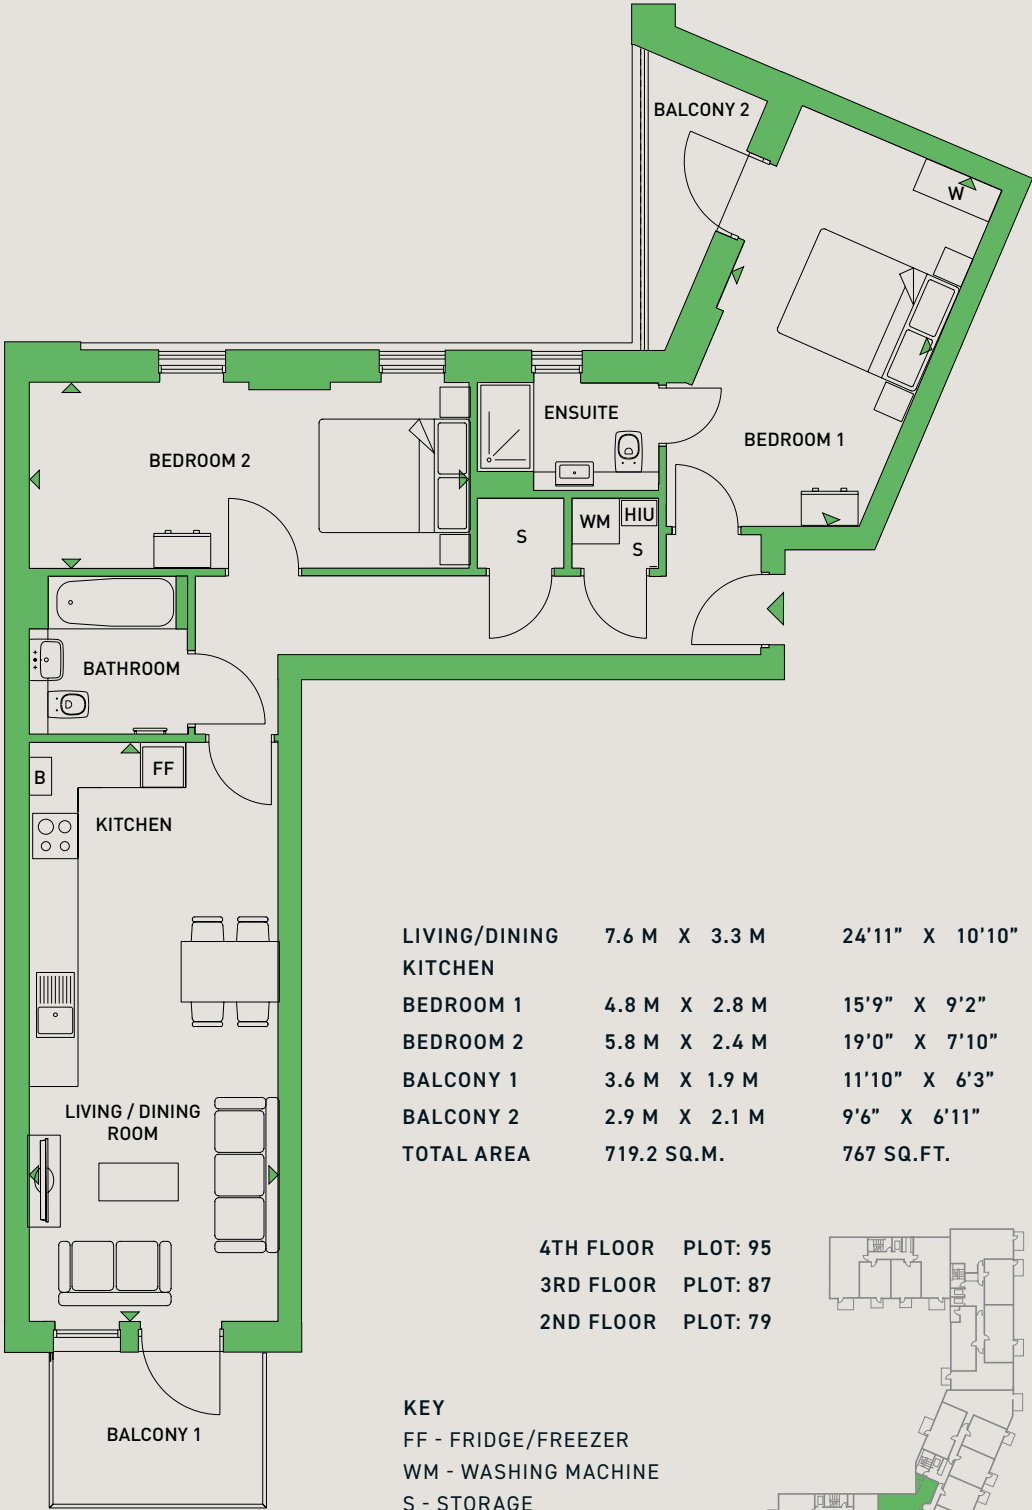 BALCONY 2
W
ENSUITE
BEDROOM 1
BEDROOM 2
WM
HIU
S
S
BATHROOM
B
FF
KITCHEN
LIVING / DINING
ROOM
BALCONY 1
LIVING/DINING 7.6 M X 3.3 M 24'11” X 10'10”
KITCHEN
BEDROOM 1 4.8 M X 2.8 M 15'9” X 9'2”
BEDROOM 2 5.8 M X 2.4 M 19'0” X 7'10”
BALCONY 1 3.6 M X 1.9 M 11'10” X 6'3”
BALCONY 2 2.9 M X 2.1 M 9'6” X 6'11”
TOTAL AREA 719.2 SQ.M. 767 SQ.FT.
4TH FLOOR PLOT: 95
3RD FLOOR PLOT: 87
2ND FLOOR PLOT: 79
KEY
FF - FRIDGE/FREEZER
WM - WASHING MACHINE
S - STORAGE